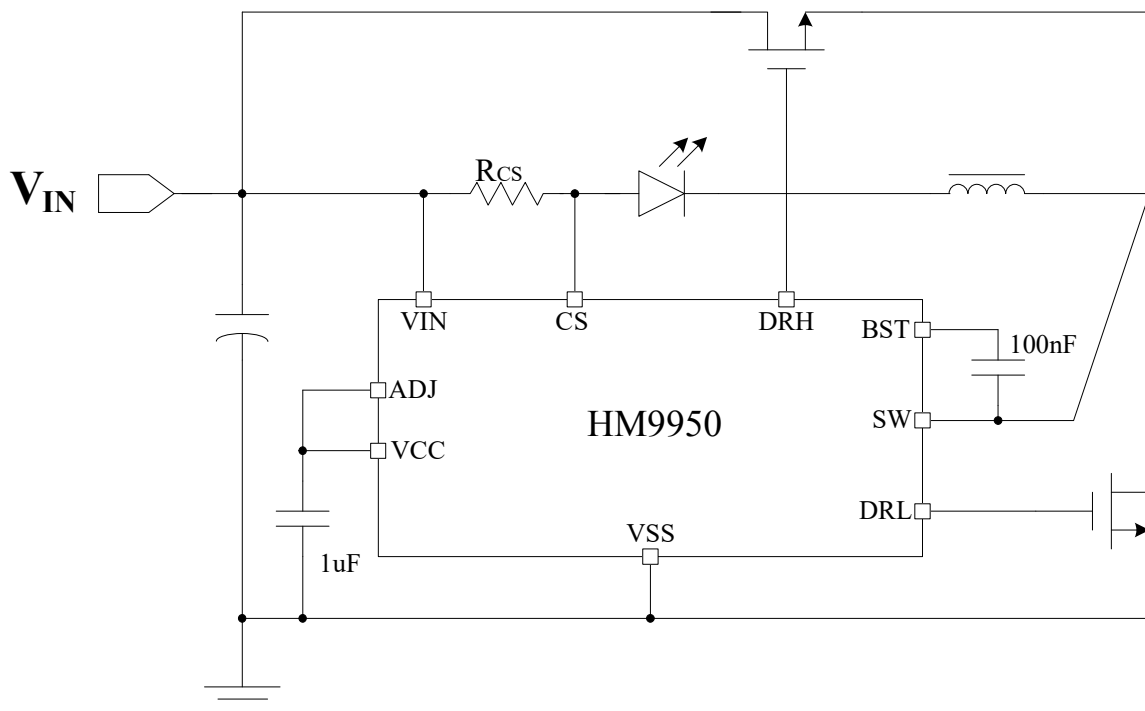 RCS
VIN
VIN
CS
DRH
BST
100nF
ADJ
HM9950
SW
VCC
DRL
VSS
1uF